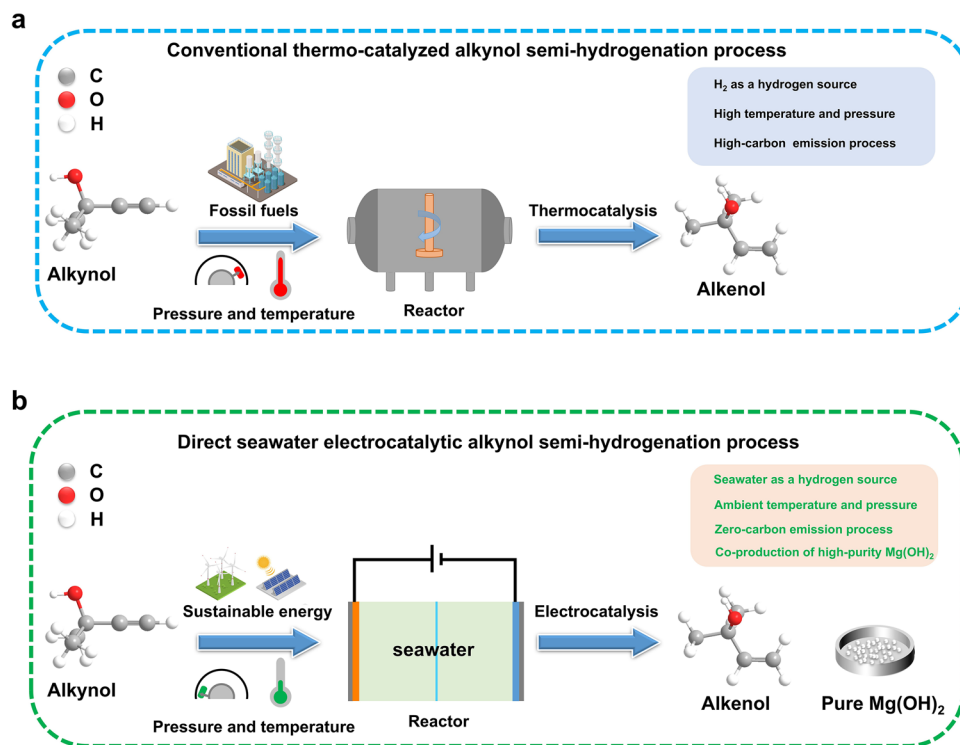 a
Conventional thermo-catalyzed alkynol semi-hydrogenation process
C
O
H
H₂ as a hydrogen source
High temperature and pressure
High-carbon emission process
Fossil fuels
Thermocatalysis
Alkynol
Alkenol
Pressure and temperature
Reactor
b
Direct seawater electrocatalytic alkynol semi-hydrogenation process
C
O
H
Seawater as a hydrogen source
Ambient temperature and pressure
Zero-carbon emission process
Co-production of high-purity Mg(OH)₂
Sustainable energy
Electrocatalysis
seawater
Alkynol
Alkenol
Pure Mg(OH)₂
Pressure and temperature
Reactor